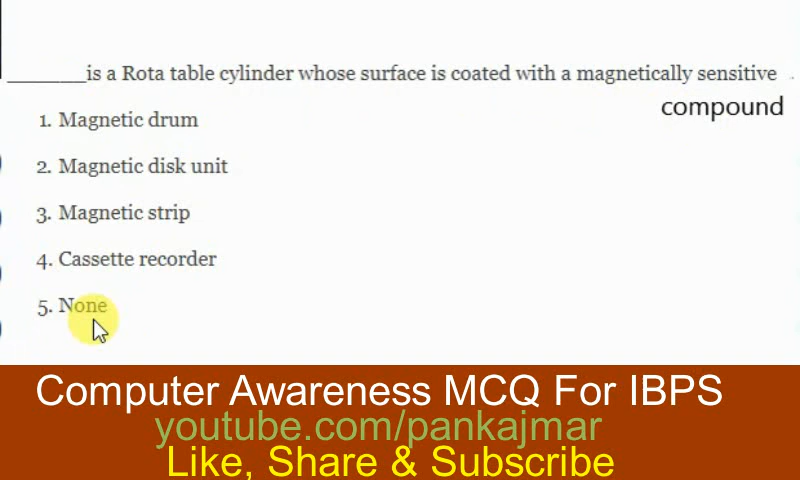 _______is a Rota table cylinder whose surface is coated with a magnetically sensitive
compound
1. Magnetic drum
2. Magnetic disk unit
3. Magnetic strip
4. Cassette recorder
5. None
Computer Awareness MCQ For IBPS
youtube.com/pankajmar
Like, Share & Subscribe